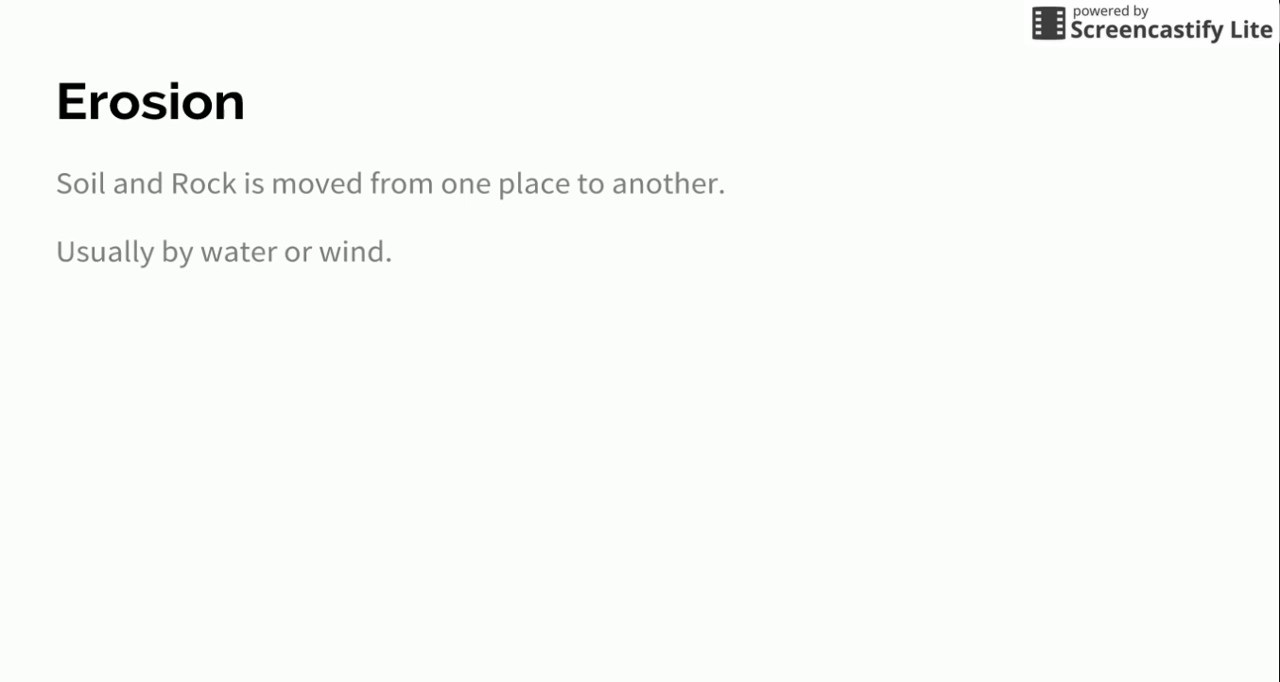 powered by
Screencastify Lite
Erosion
Soil and Rock is moved from one place to another.
Usually by water or wind.